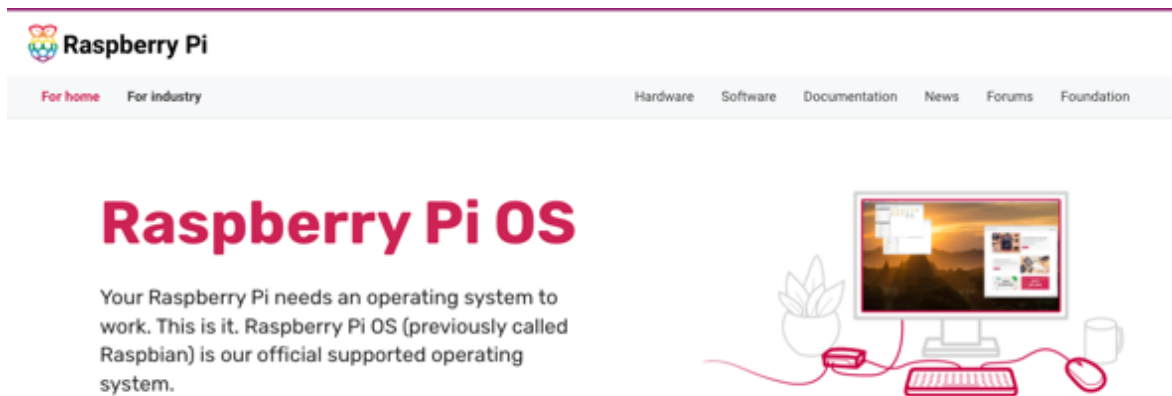 Raspberry Pi
For home For industry Hardware Software Documentation News Forums Foundation
Raspberry Pi OS
Your Raspberry Pi needs an operating system to
work. This is it. Raspberry Pi OS (previously called
Raspbian) is our official supported operating
system.